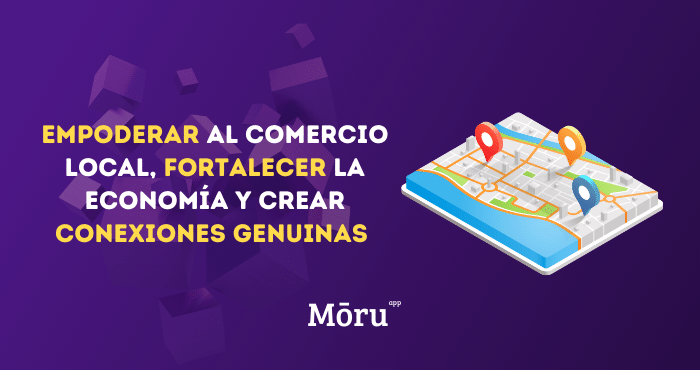 EMPODERAR AL COMERCIO
LOCAL, FORTALECER LA
ECONOMÍA Y CREAR
CONEXIONES GENUINAS
Mōru app